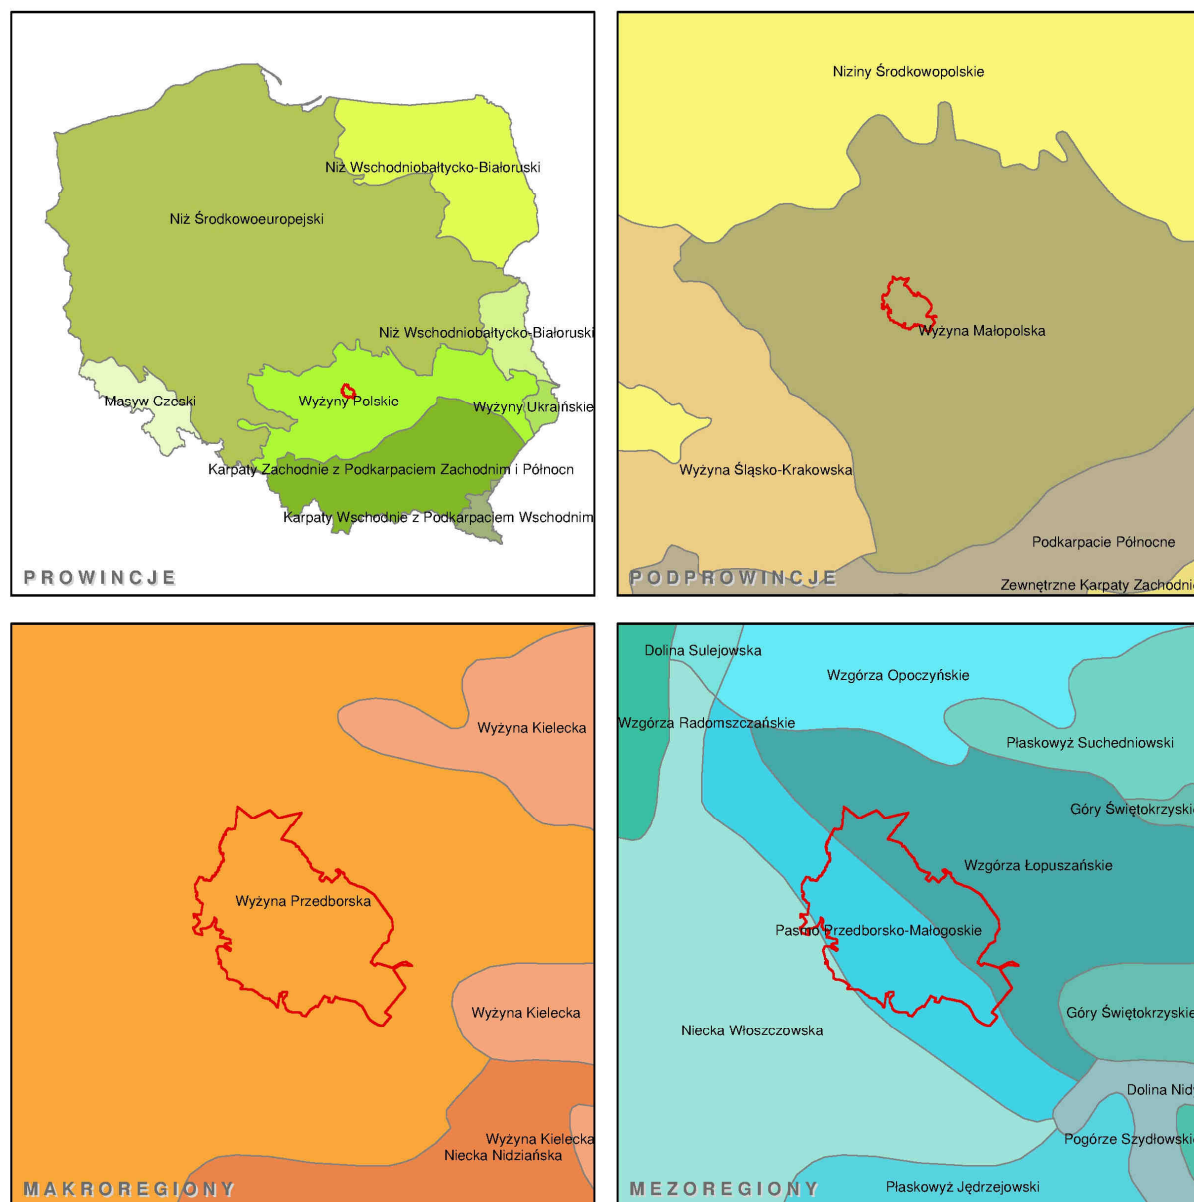 Niż Wschodniobałtycko-Białoruski
Niż Środkowoeuropejski
Niż Wschodniobałtycko-Białoruski
Masyw Czeski
Wyżyny Polskie
Wyżyny Ukraińskie
Karpaty Zachodnie z Podkarpaciem Zachodnim i Północn
Karpaty Wschodnie z Podkarpaciem Wschodnim
PROWINCJE
Niziny Środkowopolskie
Wyżyna Małopolska
Wyżyna Śląsko-Krakowska
Podkarpacie Północne
Zewnętrzne Karpaty Zachodnie
PODPROWINCJE
Wyżyna Kielecka
Wyżyna Przedborska
Wyżyna Kielecka
Wyżyna Kielecka
Niecka Nidziańska
MAKROREGIONY
Dolina Sulejowska
Wzgórza Opoczyńskie
Wzgórza Radomszczańskie
Płaskowyż Suchedniowski
Góry Świętokrzyskie
Wzgórza Łopuszańskie
Pasmo Przedborsko-Małogoskie
Góry Świętokrzyskie
Niecka Włoszczowska
Dolina Nidy
Pogórze Szydłowskie
Płaskowyż Jędrzejowski
MEZOREGIONY